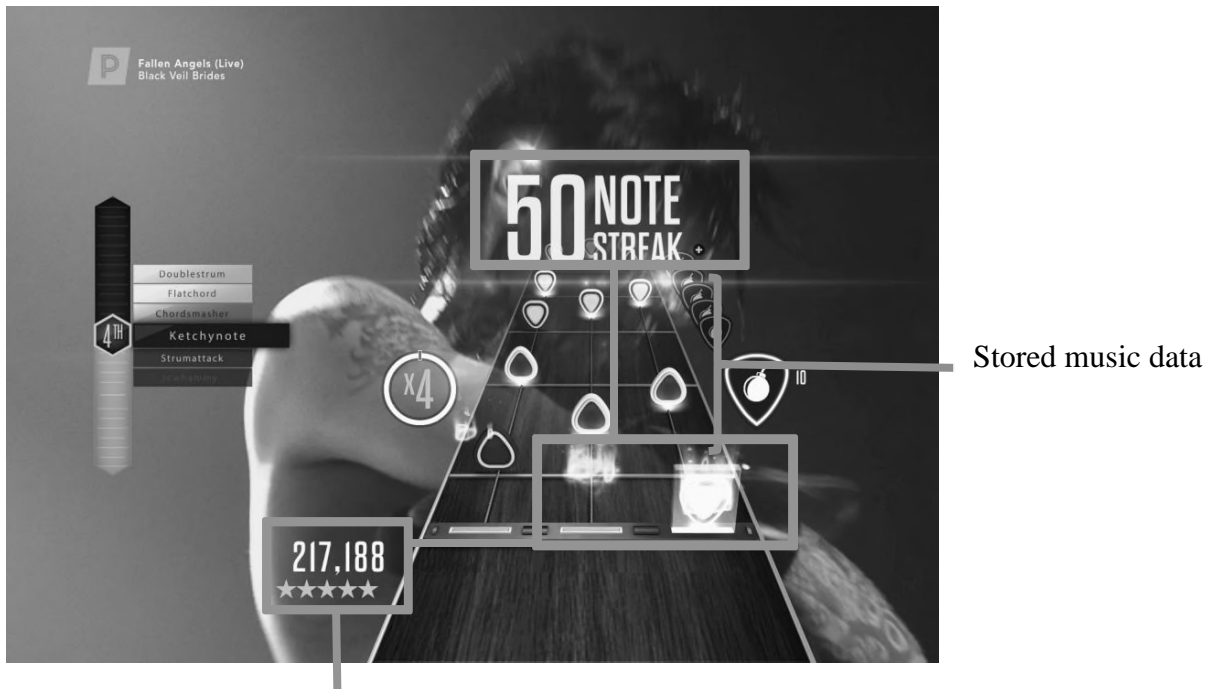 P
Fallen Angels (Live)
Black Veil Brides
50 NOTE
STREAK
Doublestrum
Flatchord
Chordsmasher
4TH
Ketchynote
Strumattack
x4
10
Stored music data
217,188